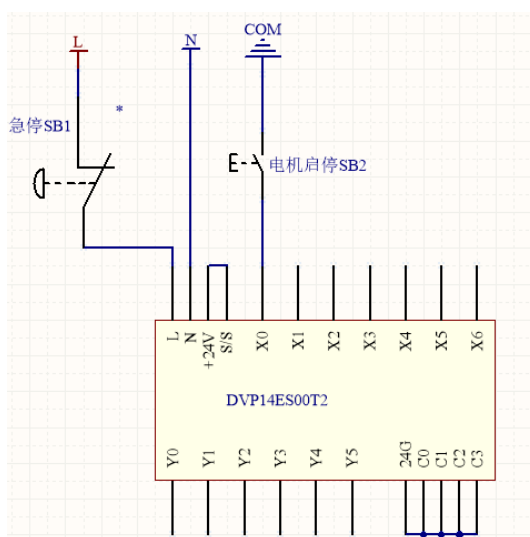 COM
L
N
*
急停SB1
电机启停SB2
L
N
+24V
S/S
X0
X1
X2
X3
X4
X5
X6
DVP14ES00T2
Y0
Y1
Y2
Y3
Y4
Y5
24G
C0
C1
C2
C3